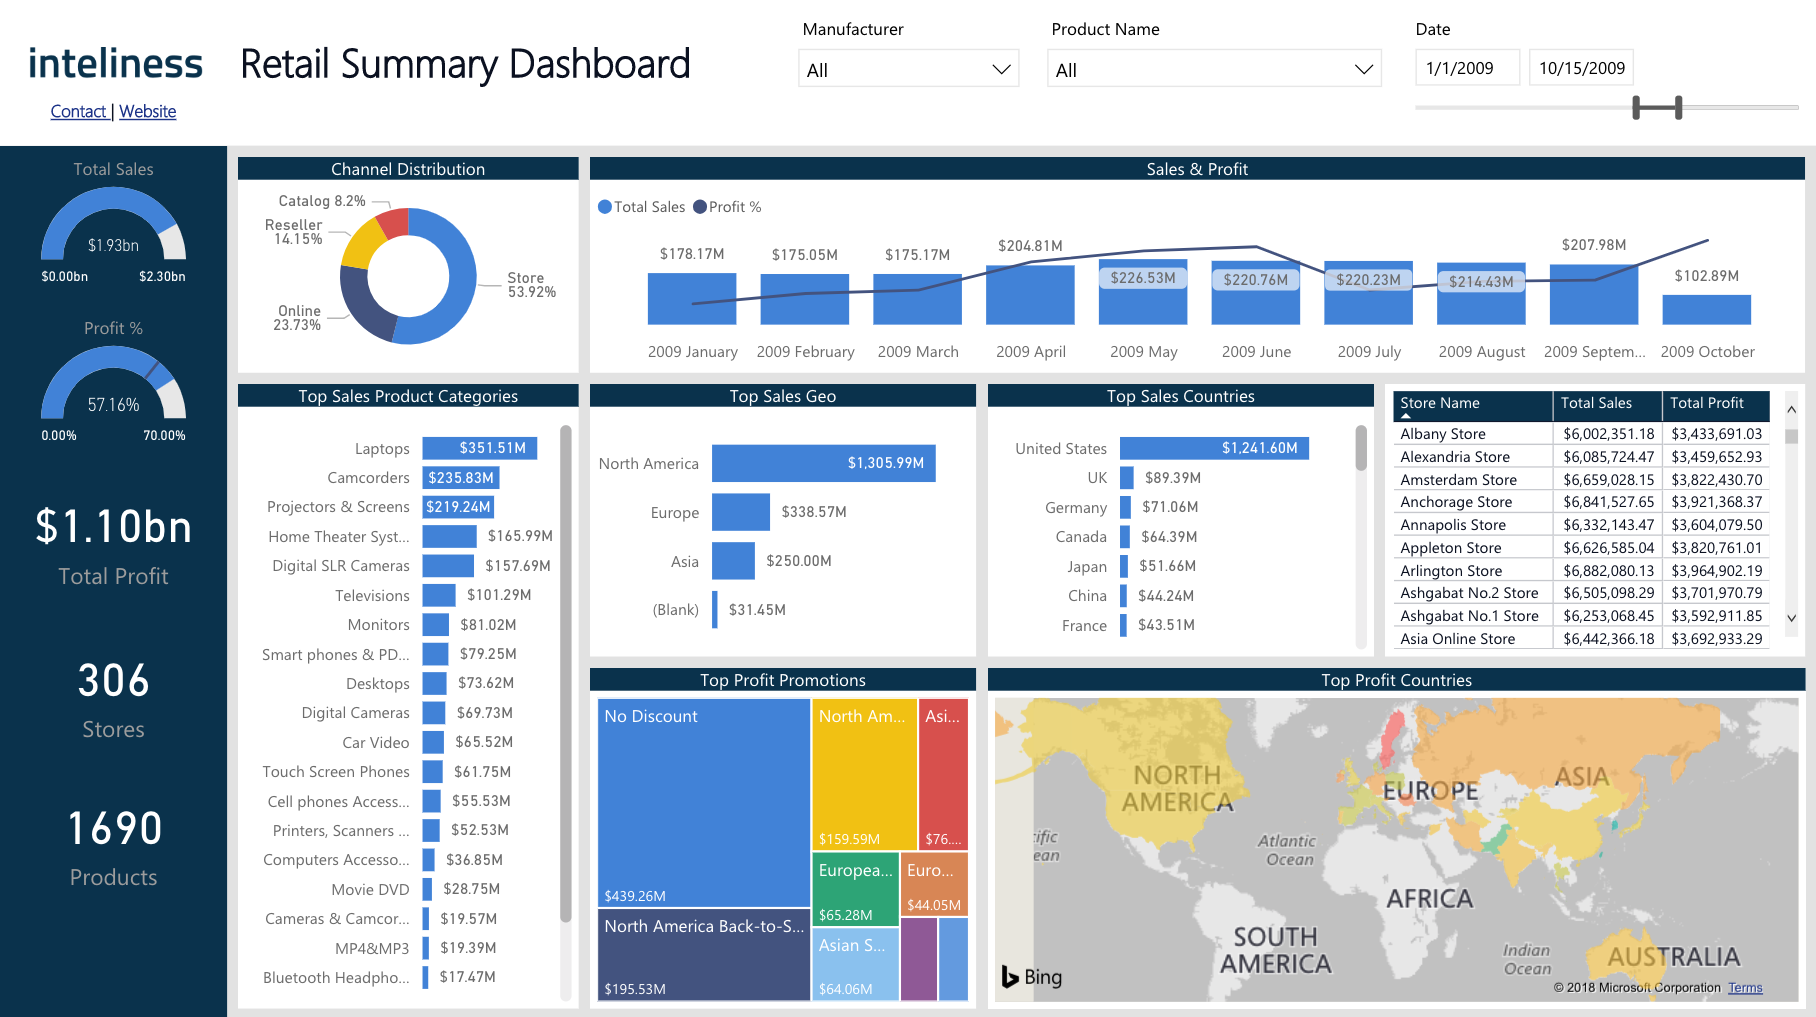 inteliness
Contact | Website
Retail Summary Dashboard
Manufacturer
All
Product Name
All
Date
1/1/2009
10/15/2009
Total Sales
$1.93bn
$0.00bn
$2.30bn
Profit %
57.16%
0.00%
70.00%
$1.10bn
Total Profit
306
Stores
1690
Products
Channel Distribution
Catalog 8.2%
Reseller
14.15%
Online
23.73%
Store
53.92%
Sales & Profit
Total Sales
Profit %
$178.17M
$175.05M
$175.17M
$204.81M
$226.53M
$220.76M
$220.23M
$214.43M
$207.98M
$102.89M
2009 January
2009 February
2009 March
2009 April
2009 May
2009 June
2009 July
2009 August
2009 Septem...
2009 October
Top Sales Product Categories
Laptops $351.51M
Camcorders $235.83M
Projectors & Screens $219.24M
Home Theater Syst... $165.99M
Digital SLR Cameras $157.69M
Televisions $101.29M
Monitors $81.02M
Smart phones & PD... $79.25M
Desktops $73.62M
Digital Cameras $69.73M
Car Video $65.52M
Touch Screen Phones $61.75M
Cell phones Access... $55.53M
Printers, Scanners ... $52.53M
Computers Accesso... $36.85M
Movie DVD $28.75M
Cameras & Camcor... $19.57M
MP4&MP3 $19.39M
Bluetooth Headpho... $17.47M
Top Sales Geo
North America $1,305.99M
Europe $338.57M
Asia $250.00M
(Blank) $31.45M
Top Sales Countries
United States $1,241.60M
UK $89.39M
Germany $71.06M
Canada $64.39M
Japan $51.66M
China $44.24M
France $43.51M
Store Name Total Sales Total Profit
Albany Store $6,002,351.18 $3,433,691.03
Alexandria Store $6,085,724.47 $3,459,652.93
Amsterdam Store $6,659,028.15 $3,822,430.70
Anchorage Store $6,841,527.65 $3,921,368.37
Annapolis Store $6,332,143.47 $3,604,079.50
Appleton Store $6,626,585.04 $3,820,761.01
Arlington Store $6,882,080.13 $3,964,902.19
Ashgabat No.2 Store $6,505,098.29 $3,701,970.79
Ashgabat No.1 Store $6,253,068.45 $3,592,911.85
Asia Online Store $6,442,366.18 $3,692,933.29
Top Profit Promotions
No Discount
$439.26M
North America Back-to-S...
$195.53M
North Am...
$159.59M
Asi...
$76....
Europea...
$65.28M
Euro...
$44.05M
Asian S...
$64.06M
Top Profit Countries
NORTH
AMERICA
EUROPE
ASIA
cific
ean
Atlantic
Ocean
AFRICA
SOUTH
AMERICA
Indian
Ocean
AUSTRALIA
Bing
© 2018 Microsoft Corporation Terms